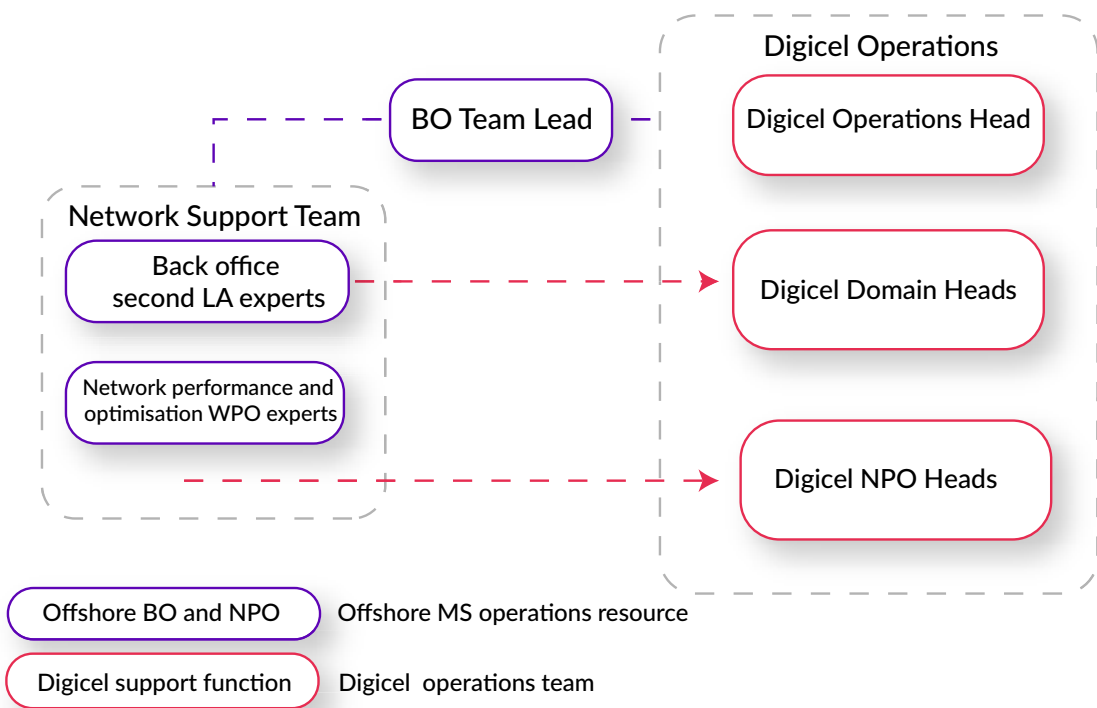 Digicel Operations
BO Team Lead
Digicel Operations Head
Network Support Team
Back office
second LA experts
Digicel Domain Heads
Network performance and
optimisation WPO experts
Digicel NPO Heads
Offshore BO and NPO
Offshore MS operations resource
Digicel support function
Digicel operations team